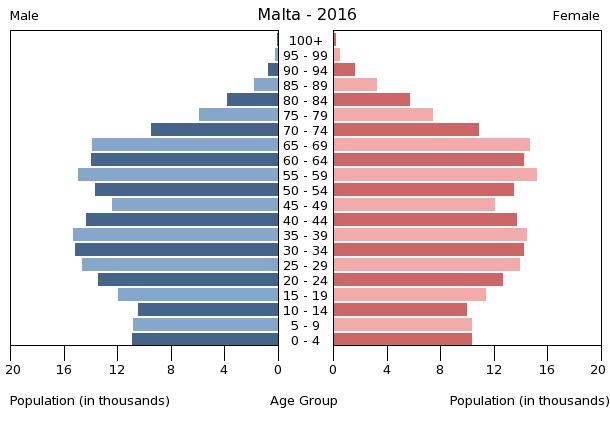 Male Malta - 2016 Female
100+
95 - 99
90 - 94
85 - 89
80 - 84
75 - 79
70 - 74
65 - 69
60 - 64
55 - 59
50 - 54
45 - 49
40 - 44
35 - 39
30 - 34
25 - 29
20 - 24
15 - 19
10 - 14
5 - 9
0 - 4
20 16 12 8 4 0 0 4 8 12 16 20
Population (in thousands) Age Group Population (in thousands)